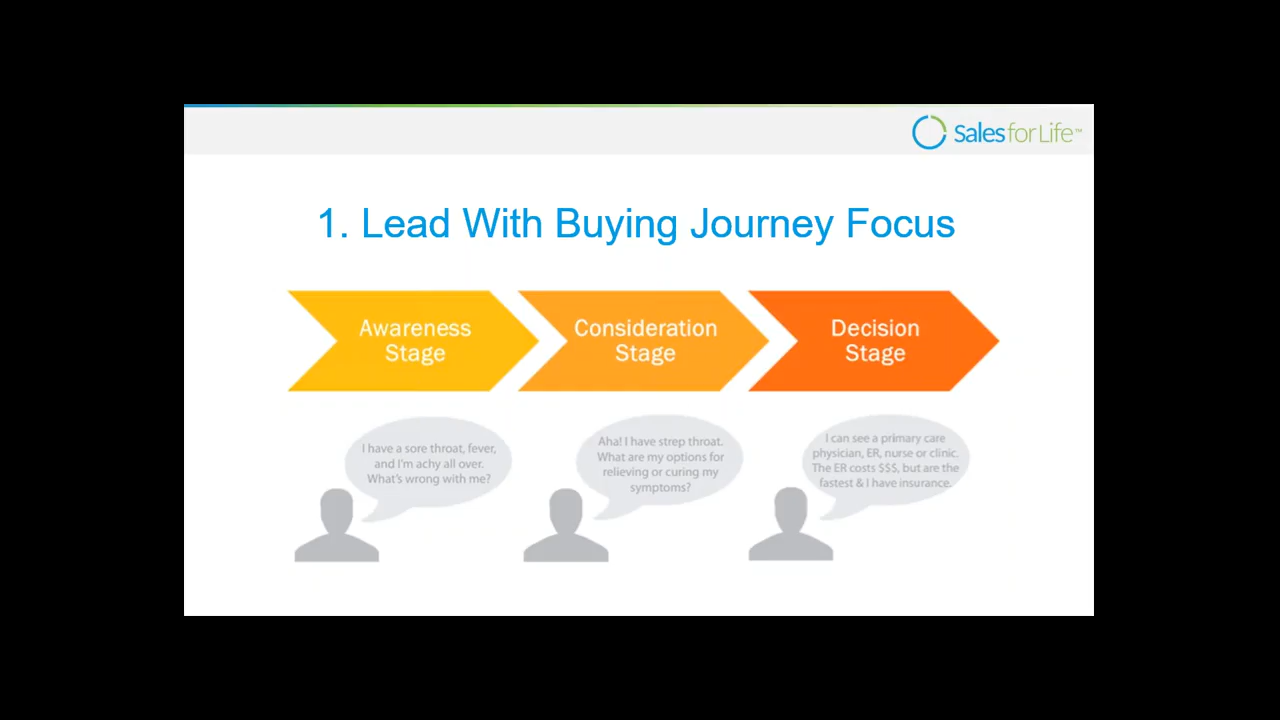 Sales for Life™
1. Lead With Buying Journey Focus
Awareness
Stage
Consideration
Stage
Decision
Stage
I have a sore throat, fever,
and I'm achy all over.
What's wrong with me?
Aha! I have strep throat.
What are my options for
relieving or curing my
symptoms?
I can see a primary care
physician, ER, nurse or clinic.
The ER costs $$$, but are the
fastest & I have insurance.